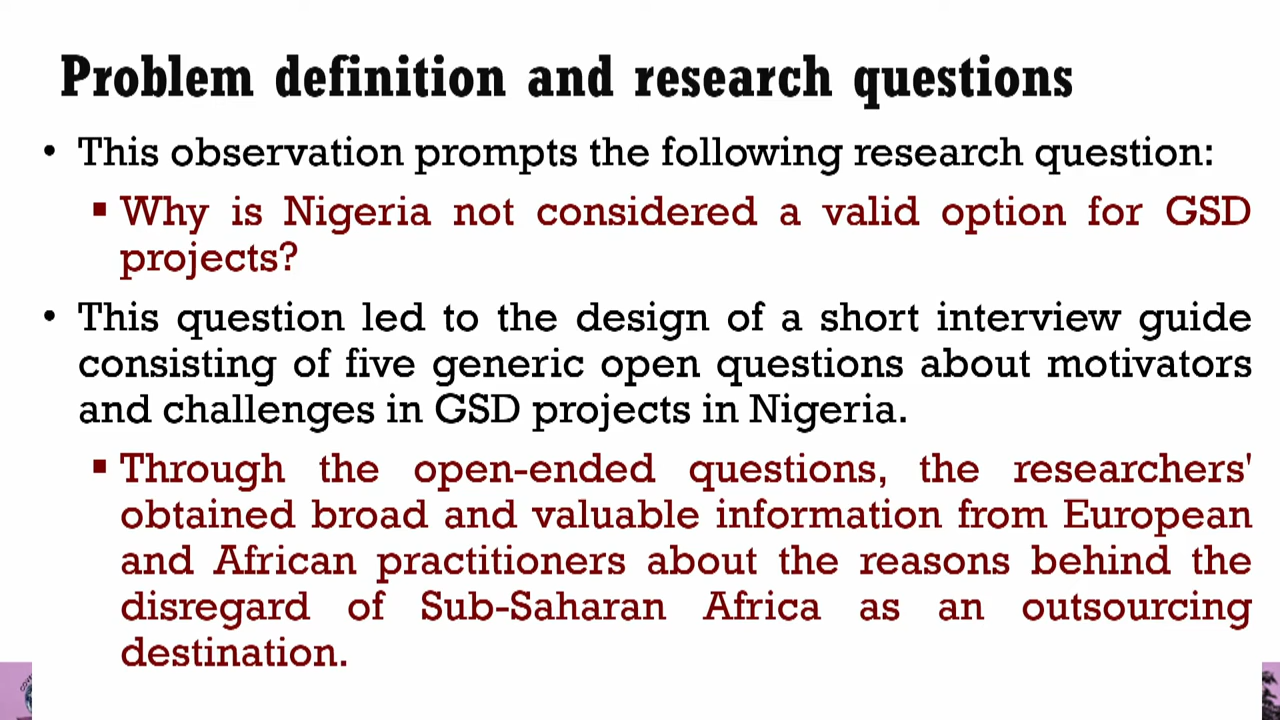 Problem definition and research questions
• This observation prompts the following research question:
▪ Why is Nigeria not considered a valid option for GSD
projects?
• This question led to the design of a short interview guide
consisting of five generic open questions about motivators
and challenges in GSD projects in Nigeria.
▪ Through the open-ended questions, the researchers'
obtained broad and valuable information from European
and African practitioners about the reasons behind the
disregard of Sub-Saharan Africa as an outsourcing
destination.